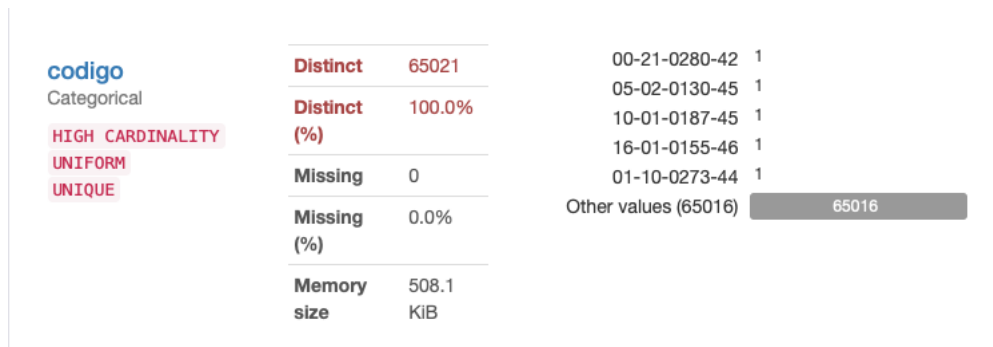 codigo
Categorical
HIGH CARDINALITY
UNIFORM
UNIQUE
Distinct 65021
Distinct 100.0%
(%)
Missing 0
Missing 0.0%
(%)
Memory 508.1
size KiB
00-21-0280-42 1
05-02-0130-45 1
10-01-0187-45 1
16-01-0155-46 1
01-10-0273-44 1
Other values (65016) 65016